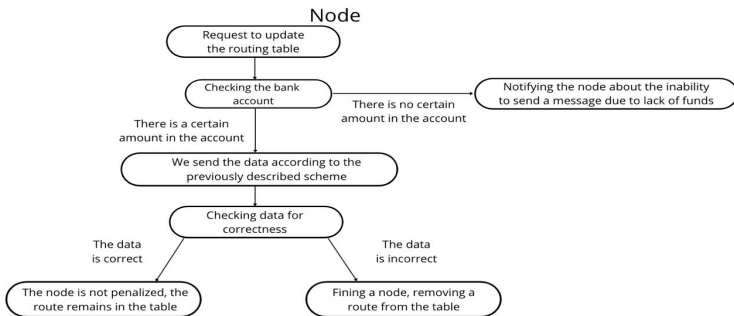 Node
Request to update
the routing table
Checking the bank
account
There is no certain
amount in the account
Notifying the node about the inability
to send a message due to lack of funds
There is a certain
amount in the account
We send the data according to the
previously described scheme
Checking data for
correctness
The data
is correct
The data
is incorrect
The node is not penalized, the
route remains in the table
Fining a node, removing a
route from the table